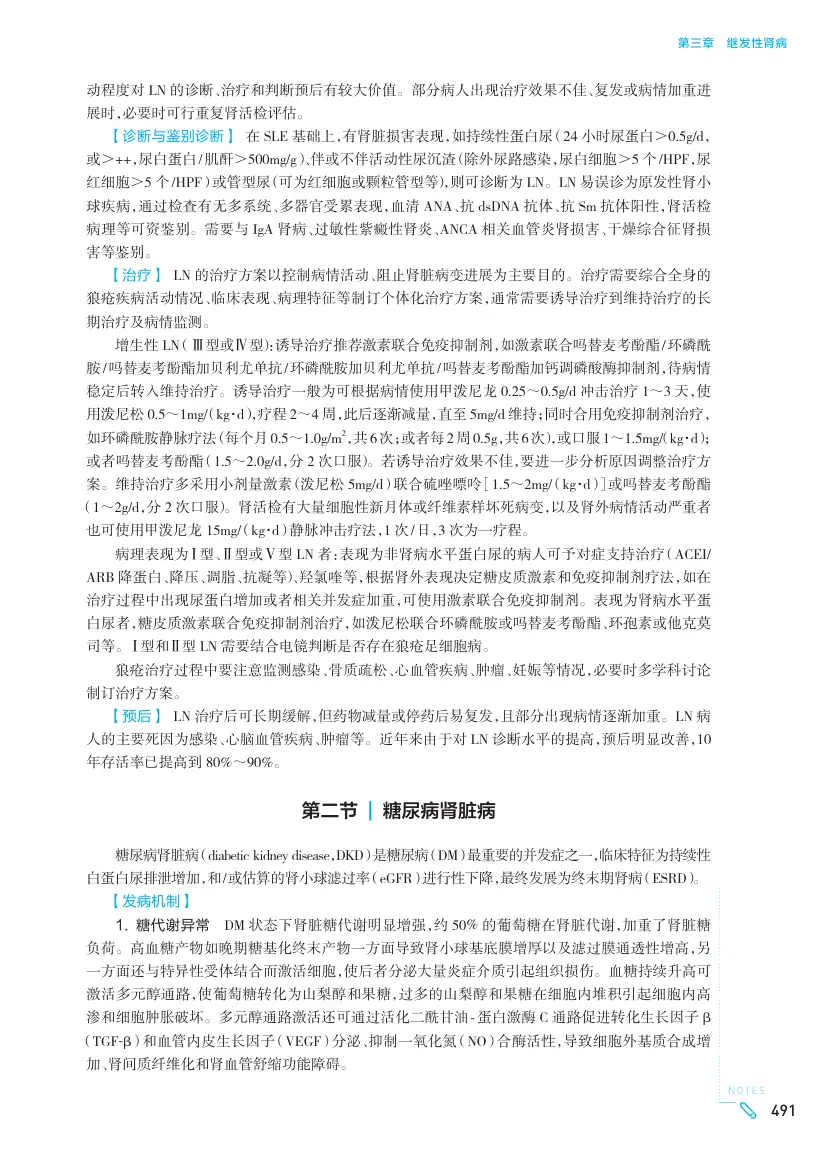 第三章 继发性肾病
动程度对 LN 的诊断、治疗和判断预后有较大价值。部分病人出现治疗效果不佳、复发或病情加重进
展时,必要时可行重复肾活检评估。
【诊断与鉴别诊断】 在 SLE 基础上,有肾脏损害表现,如持续性蛋白尿(24 小时尿蛋白＞0.5g/d,
或＞++,尿白蛋白/肌酐＞500mg/g)、伴或不伴活动性尿沉渣(除外尿路感染,尿白细胞＞5 个/HPF,尿
红细胞＞5 个/HPF)或管型尿(可为红细胞或颗粒管型等),则可诊断为 LN。LN 易误诊为原发性肾小
球疾病,通过检查有无多系统、多器官受累表现,血清 ANA、抗 dsDNA 抗体、抗 Sm 抗体阳性,肾活检
病理等可资鉴别。需要与 IgA 肾病、过敏性紫癜性肾炎、ANCA 相关血管炎肾损害、干燥综合征肾损
害等鉴别。
【治疗】 LN 的治疗方案以控制病情活动、阻止肾脏病变进展为主要目的。治疗需要综合全身的
狼疮疾病活动情况、临床表现、病理特征等制订个体化治疗方案,通常需要诱导治疗到维持治疗的长
期治疗及病情监测。
增生性 LN(Ⅲ型或Ⅳ型):诱导治疗推荐激素联合免疫抑制剂,如激素联合吗替麦考酚酯/环磷酰
胺/吗替麦考酚酯加贝利尤单抗/环磷酰胺加贝利尤单抗/吗替麦考酚酯加钙调磷酸酶抑制剂,待病情
稳定后转入维持治疗。诱导治疗一般为可根据病情使用甲泼尼龙 0.25～0.5g/d 冲击治疗 1～3 天,使
用泼尼松 0.5～1mg/(kg·d),疗程 2～4 周,此后逐渐减量,直至 5mg/d 维持;同时合用免疫抑制剂治疗,
如环磷酰胺静脉疗法(每个月 0.5～1.0g/m²,共 6 次;或者每 2 周 0.5g,共 6 次),或口服 1～1.5mg/(kg·d);
或者吗替麦考酚酯(1.5～2.0g/d,分 2 次口服)。若诱导治疗效果不佳,要进一步分析原因调整治疗方
案。维持治疗多采用小剂量激素(泼尼松 5mg/d)联合硫唑嘌呤[1.5～2mg/(kg·d)]或吗替麦考酚酯
(1～2g/d,分 2 次口服)。肾活检有大量细胞性新月体或纤维素样坏死病变,以及肾外病情活动严重者
也可使用甲泼尼龙 15mg/(kg·d)静脉冲击疗法,1 次/日,3 次为一疗程。
病理表现为Ⅰ型、Ⅱ型或Ⅴ型 LN 者:表现为非肾病水平蛋白尿的病人可予对症支持治疗(ACEI/
ARB 降蛋白、降压、调脂、抗凝等)、羟氯喹等,根据肾外表现决定糖皮质激素和免疫抑制剂疗法,如在
治疗过程中出现尿蛋白增加或者相关并发症加重,可使用激素联合免疫抑制剂。表现为肾病水平蛋
白尿者,糖皮质激素联合免疫抑制剂治疗,如泼尼松联合环磷酰胺或吗替麦考酚酯、环孢素或他克莫
司等。Ⅰ型和Ⅱ型 LN 需要结合电镜判断是否存在狼疮足细胞病。
狼疮治疗过程中要注意监测感染、骨质疏松、心血管疾病、肿瘤、妊娠等情况,必要时多学科讨论
制订治疗方案。
【预后】 LN 治疗后可长期缓解,但药物减量或停药后易复发,且部分出现病情逐渐加重。LN 病
人的主要死因为感染、心脑血管疾病、肿瘤等。近年来由于对 LN 诊断水平的提高,预后明显改善,10
年存活率已提高到 80%～90%。
第二节 | 糖尿病肾脏病
糖尿病肾脏病(diabetic kidney disease,DKD)是糖尿病(DM)最重要的并发症之一,临床特征为持续性
白蛋白尿排泄增加,和/或估算的肾小球滤过率(eGFR)进行性下降,最终发展为终末期肾病(ESRD)。
【发病机制】
1. 糖代谢异常 DM 状态下肾脏糖代谢明显增强,约 50% 的葡萄糖在肾脏代谢,加重了肾脏糖
负荷。高血糖产物如晚期糖基化终末产物一方面导致肾小球基底膜增厚以及滤过膜通透性增高,另
一方面还与特异性受体结合而激活细胞,使后者分泌大量炎症介质引起组织损伤。血糖持续升高可
激活多元醇通路,使葡萄糖转化为山梨醇和果糖,过多的山梨醇和果糖在细胞内堆积引起细胞内高
渗和细胞肿胀破坏。多元醇通路激活还可通过活化二酰甘油-蛋白激酶 C 通路促进转化生长因子 β
(TGF-β)和血管内皮生长因子(VEGF)分泌、抑制一氧化氮(NO)合酶活性,导致细胞外基质合成增
加、肾间质纤维化和肾血管舒缩功能障碍。
NOTES
491